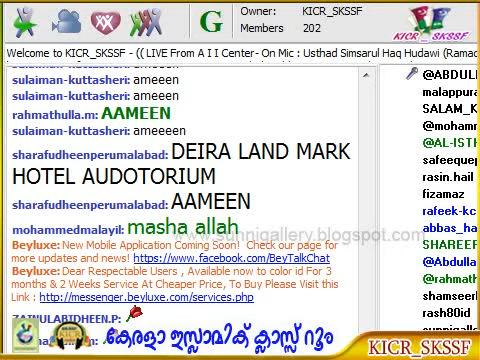 Owner: KICR_SKSSF
Members 202
G
KICR_SKSSF
Welcome to KICR_SKSSF - (( LIVE From A I I Center- On Mic : Usthad Simsarul Haq Hudawi (Ramad
sulaiman-kuttasheri: ameeen
sulaiman-kuttasheri: ameeen
rahmathulla.m: AAMEEN
sulaiman-kuttasheri: ameeeen
sharafudheenperumalabad: DEIRA LAND MARK
HOTEL AUDOTORIUM
sharafudheenperumalabad: AAMEEN
mohammedmalayil: masha allah
www.sunnigallery.blogspot.com
Beyluxe: New Mobile Application Coming Soon! Check our page for
more updates and news! https://www.facebook.com/BeyTalkChat
Beyluxe: Dear Respectable Users , Available now to color id For 3
months & 2 Weeks Service At Cheaper Price, To Buy Please Visit this
Link : http://messenger.beyluxe.com/services.php
ZAINULABIDHEEN.P:
@ABDUL
malappura
SALAM_K
@mohamm
@AL-ISTH
safeequep
rasin.hail
fizamaz
rafeek-kc
abbas_ha
SHAREEF
@Abdulla
@rahmath
shamseerk
rash80id
sunnigalle
കേരളാ ഇസ്ലാമിക് ക്ലാസ്സ് റൂം
KICR_SKSSF